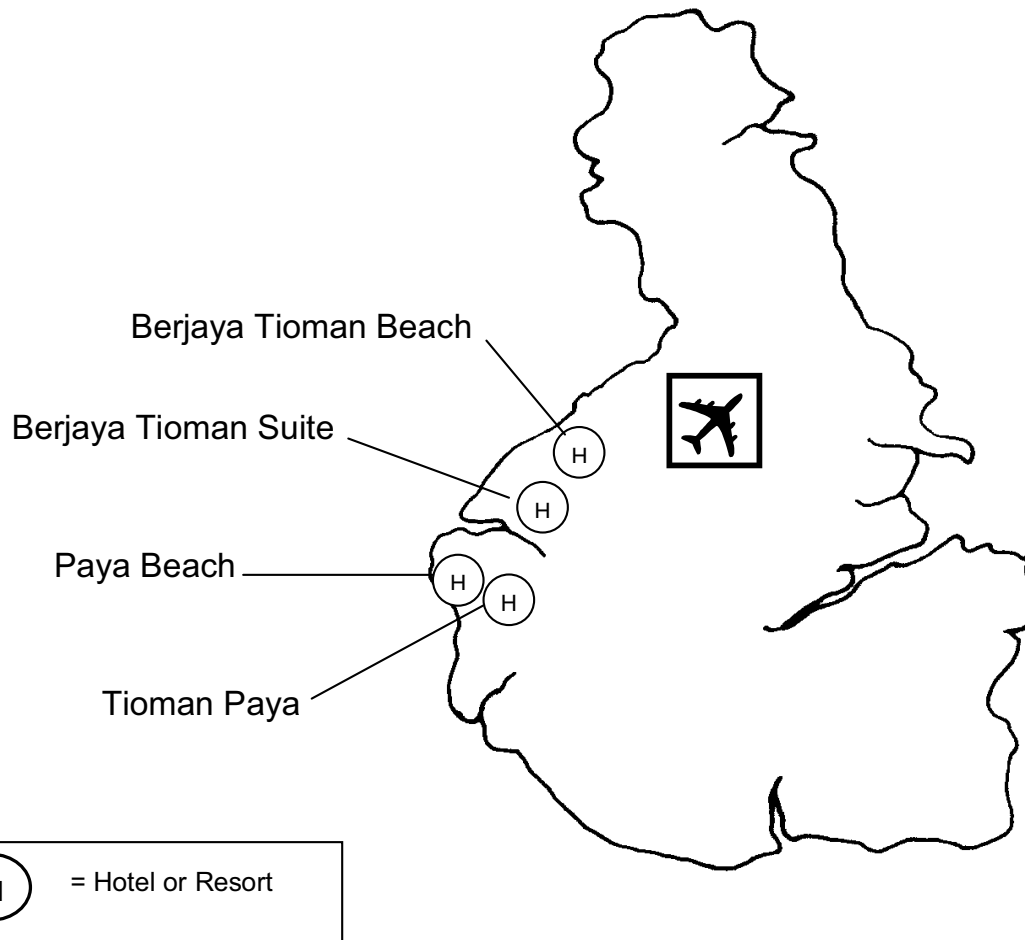 Berjaya Tioman Beach
Berjaya Tioman Suite
H
H
Paya Beach
H
H
Tioman Paya
= Hotel or Resort